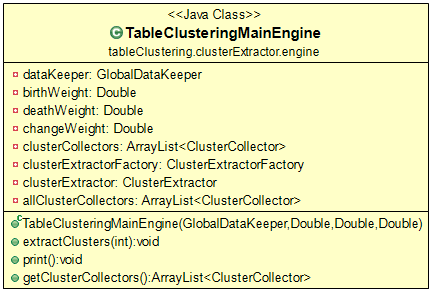 <<Java Class>>
C TableClusteringMainEngine
tableClustering.clusterExtractor.engine
dataKeeper: GlobalDataKeeper
birthWeight: Double
deathWeight: Double
changeWeight: Double
clusterCollectors: ArrayList<ClusterCollector>
clusterExtractorFactory: ClusterExtractorFactory
clusterExtractor: ClusterExtractor
allClusterCollectors: ArrayList<ClusterCollector>
c TableClusteringMainEngine(GlobalDataKeeper,Double,Double,Double)
extractClusters(int):void
print():void
getClusterCollectors():ArrayList<ClusterCollector>